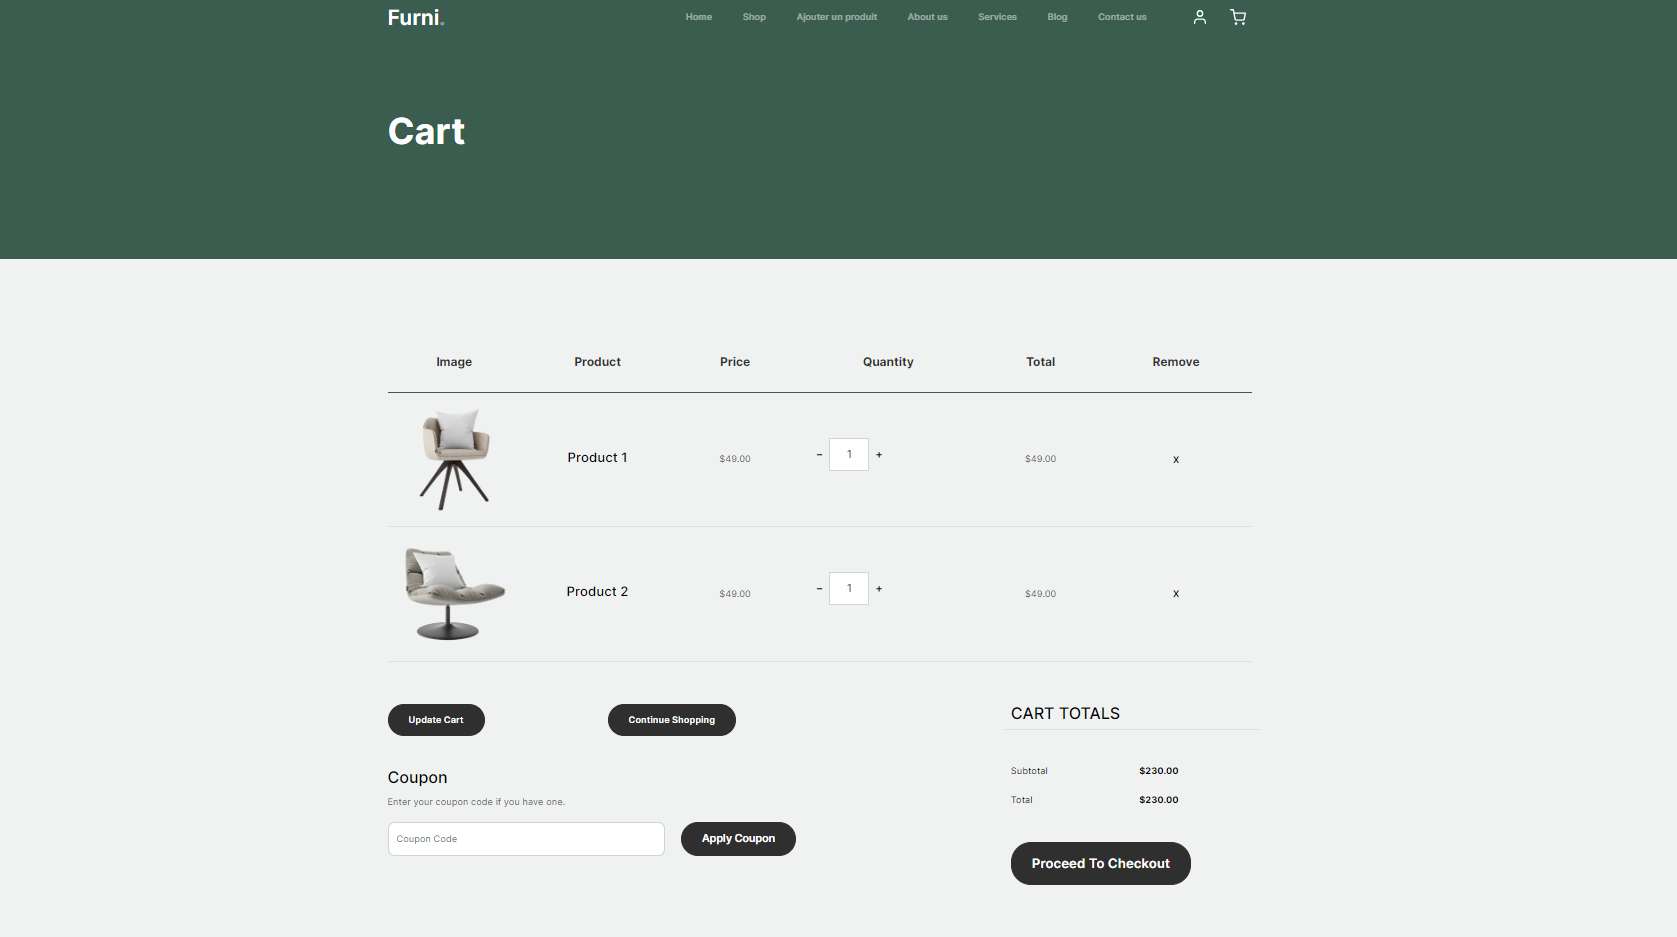 Furni.
Home Shop Ajouter un produit About us Services Blog Contact us
Cart
Image Product Price Quantity Total Remove
Product 1 $49.00 − 1 + $49.00 x
Product 2 $49.00 − 1 + $49.00 x
Update Cart Continue Shopping
Coupon
Enter your coupon code if you have one.
Coupon Code Apply Coupon
CART TOTALS
Subtotal $230.00
Total $230.00
Proceed To Checkout